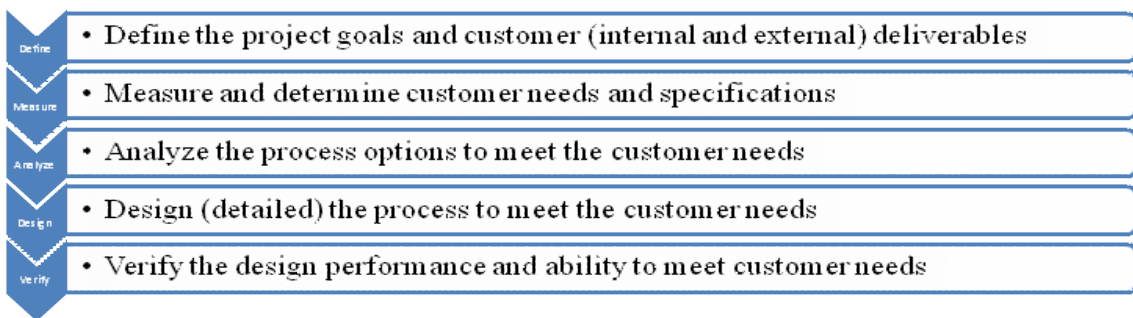 Define
• Define the project goals and customer (internal and external) deliverables
Measure
• Measure and determine customer needs and specifications
Analyze
• Analyze the process options to meet the customer needs
Design
• Design (detailed) the process to meet the customer needs
Verify
• Verify the design performance and ability to meet customer needs